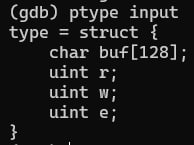 (gdb) ptype input
type = struct {
    char buf[128];
    uint r;
    uint w;
    uint e;
}